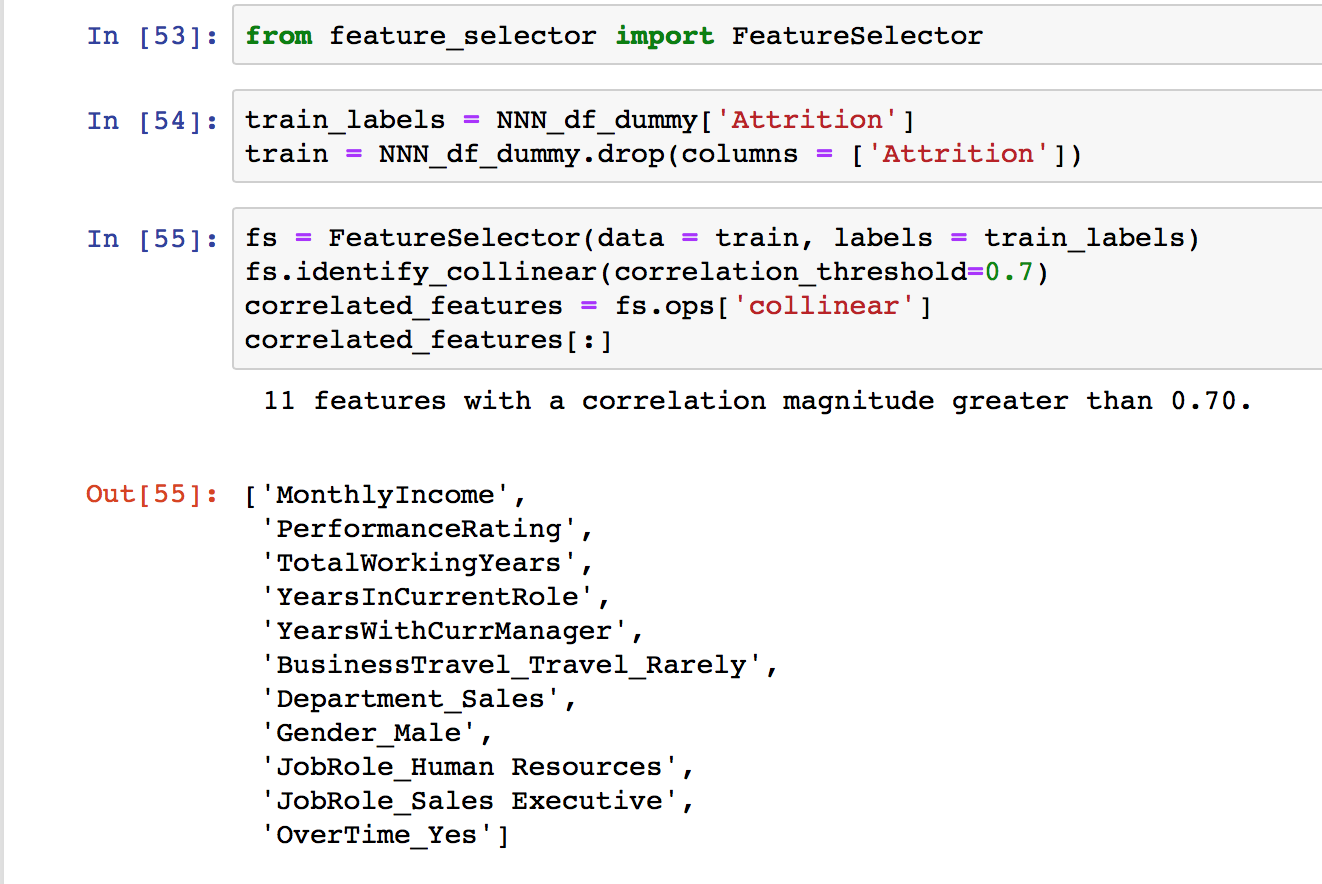 In [53]: from feature_selector import FeatureSelector
In [54]: train_labels = NNN_df_dummy['Attrition']
train = NNN_df_dummy.drop(columns = ['Attrition'])
In [55]: fs = FeatureSelector(data = train, labels = train_labels)
fs.identify_collinear(correlation_threshold=0.7)
correlated_features = fs.ops['collinear']
correlated_features[:]
11 features with a correlation magnitude greater than 0.70.
Out[55]: ['MonthlyIncome',
'PerformanceRating',
'TotalWorkingYears',
'YearsInCurrentRole',
'YearsWithCurrManager',
'BusinessTravel_Travel_Rarely',
'Department_Sales',
'Gender_Male',
'JobRole_Human Resources',
'JobRole_Sales Executive',
'OverTime_Yes']